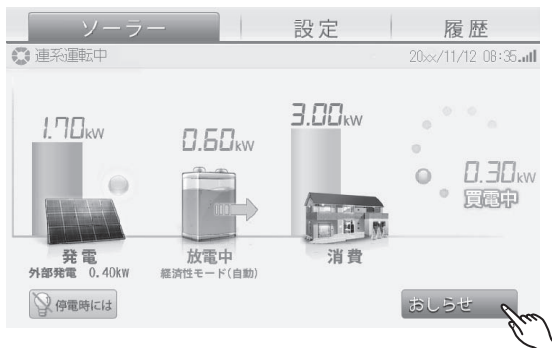 ソーラー 設定 履歴
連系運転中 20xx/11/12 08:35
1.70kW
0.60kW
3.00kW
0.30kW
買電中
発電
外部発電 0.40kW
放電中
経済性モード(自動)
消費
停電時には
おしらせ